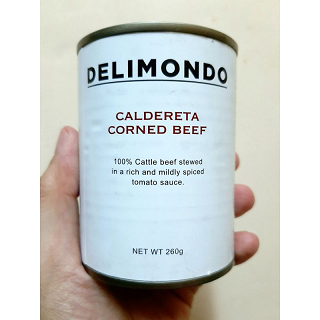 DELIMONDO
CALDERETA
CORNED BEEF
100% Cattle beef stewed
in a rich and mildly spiced
tomato sauce.
NET WT 260g